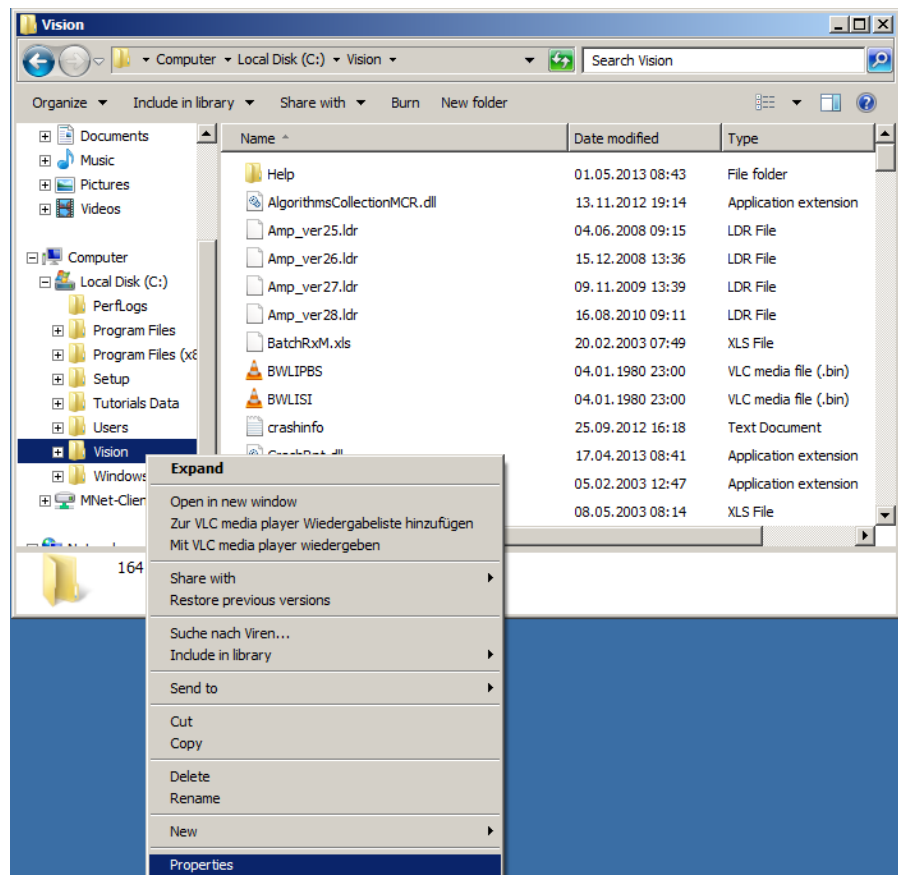 Vision
Computer Local Disk (C:) Vision
Search Vision
Organize Include in library Share with Burn New folder
Documents
Music
Pictures
Videos
Computer
Local Disk (C:)
PerfLogs
Program Files
Program Files (x8
Setup
Tutorials Data
Users
Vision
Windows
MNet-Clien
Name Date modified Type
Help 01.05.2013 08:43 File folder
AlgorithmsCollectionMCR.dll 13.11.2012 19:14 Application extension
Amp_ver25.ldr 04.06.2008 09:15 LDR File
Amp_ver26.ldr 15.12.2008 13:36 LDR File
Amp_ver27.ldr 09.11.2009 13:39 LDR File
Amp_ver28.ldr 16.08.2010 09:11 LDR File
BatchRxM.xls 20.02.2003 07:49 XLS File
BWLIPBS 04.01.1980 23:00 VLC media file (.bin)
BWLISI 04.01.1980 23:00 VLC media file (.bin)
crashinfo 25.09.2012 16:18 Text Document
17.04.2013 08:41 Application extension
05.02.2003 12:47 Application extension
08.05.2003 08:14 XLS File
164
Expand
Open in new window
Zur VLC media player Wiedergabeliste hinzufügen
Mit VLC media player wiedergeben
Share with
Restore previous versions
Suche nach Viren...
Include in library
Send to
Cut
Copy
Delete
Rename
New
Properties